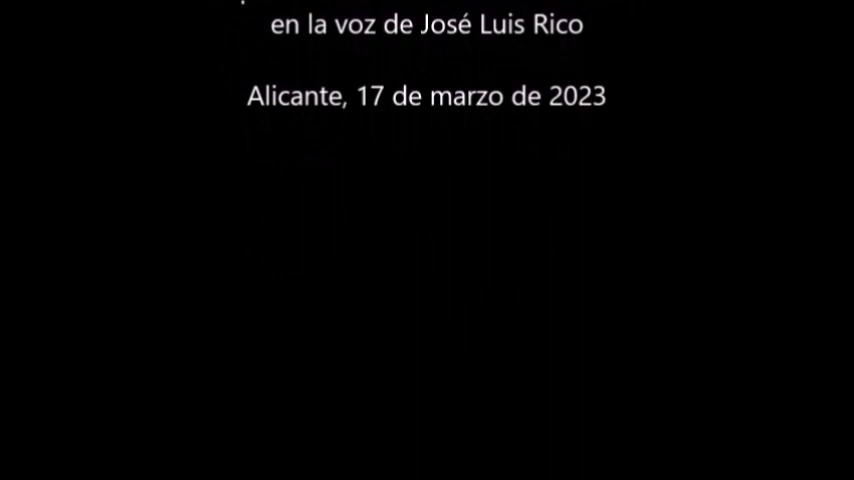 en la voz de José Luis Rico
Alicante, 17 de marzo de 2023